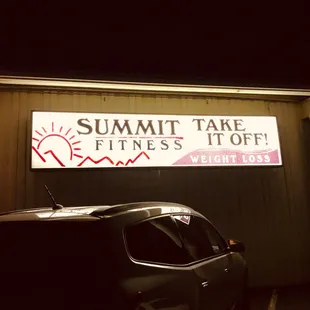 SUMMIT
FITNESS
TAKE
IT OFF!
WEIGHT LOSS